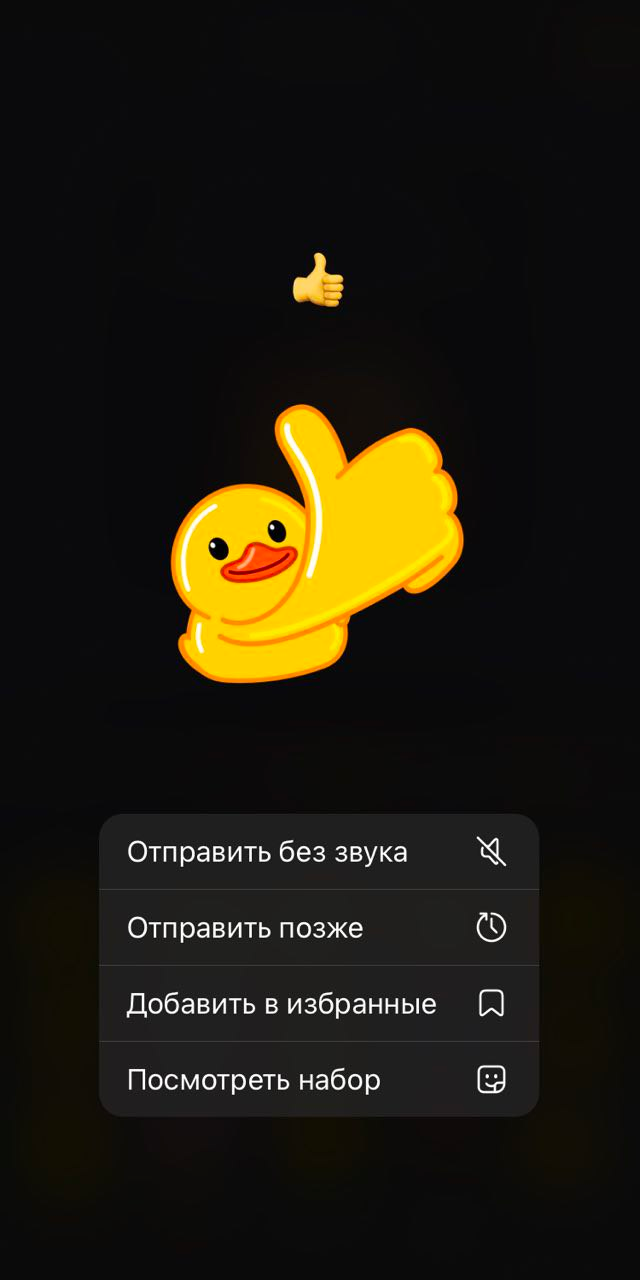 Отправить без звука
Отправить позже
Добавить в избранные
Посмотреть набор